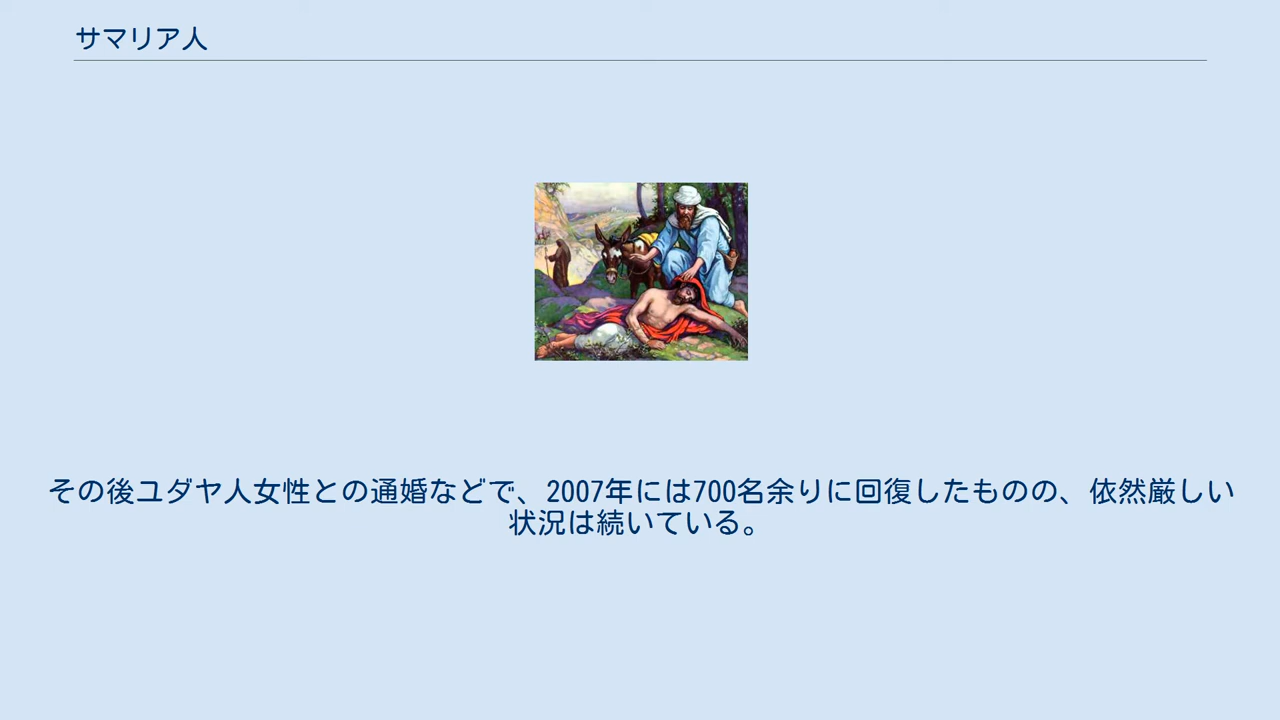 サマリア人
その後ユダヤ人女性との通婚などで、2007年には700名余りに回復したものの、依然厳しい
状況は続いている。